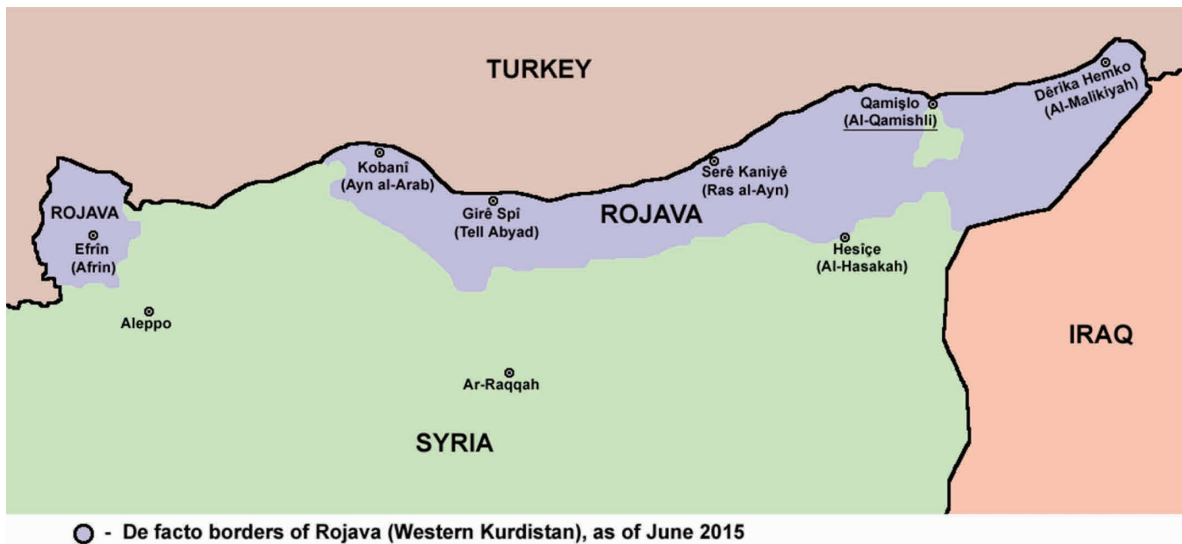 TURKEY
Dêrika Hemko
(Al-Malikiyah)
Qamişlo
(Al-Qamishli)
Kobanî
(Ayn al-Arab)
Serê Kaniyê
(Ras al-Ayn)
ROJAVA
Efrîn
(Afrin)
Girê Spî
(Tell Abyad)
ROJAVA
Hesîçe
(Al-Hasakah)
Aleppo
IRAQ
Ar-Raqqah
SYRIA
- De facto borders of Rojava (Western Kurdistan), as of June 2015